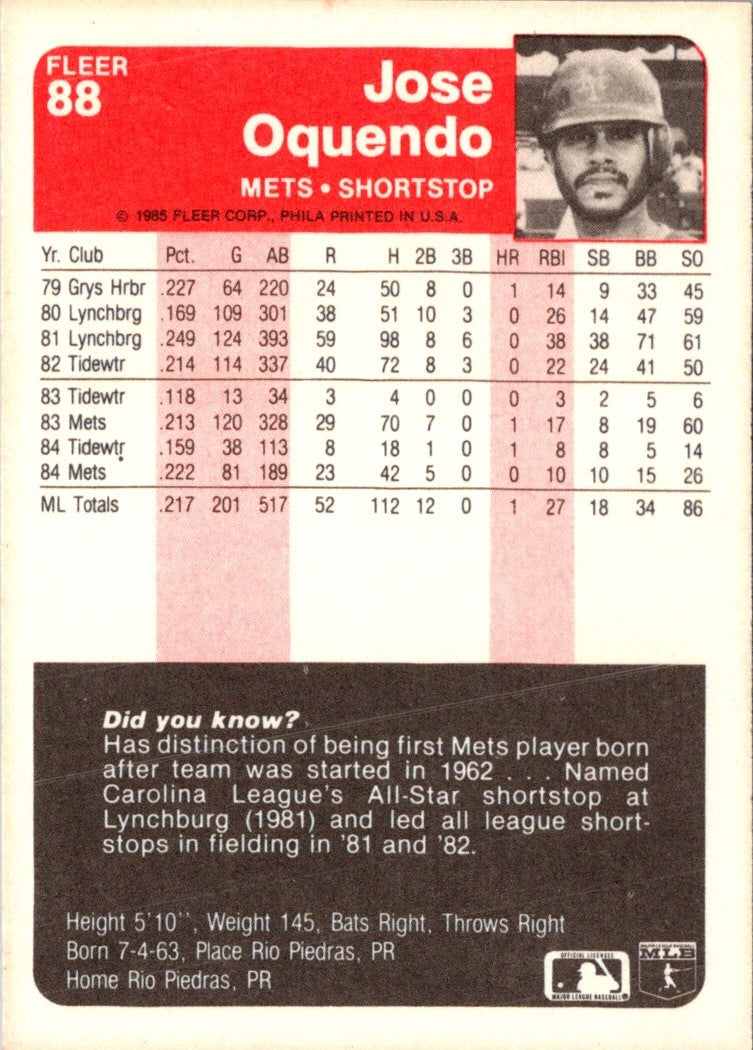 FLEER
88
Jose
Oquendo
METS • SHORTSTOP
© 1985 FLEER CORP., PHILA PRINTED IN U.S.A.
Yr. Club Pct. G AB R H 2B 3B HR RBI SB BB SO
79 Grys Hrbr .227 64 220 24 50 8 0 1 14 9 33 45
80 Lynchbrg .169 109 301 38 51 10 3 0 26 14 47 59
81 Lynchbrg .249 124 393 59 98 8 6 0 38 38 71 61
82 Tidewtr .214 114 337 40 72 8 3 0 22 24 41 50
83 Tidewtr .118 13 34 3 4 0 0 0 3 2 5 6
83 Mets .213 120 328 29 70 7 0 1 17 8 19 60
84 Tidewtr .159 38 113 8 18 1 0 1 8 8 5 14
84 Mets .222 81 189 23 42 5 0 0 10 10 15 26
ML Totals .217 201 517 52 112 12 0 1 27 18 34 86
Did you know?
Has distinction of being first Mets player born
after team was started in 1962 . . . Named
Carolina League's All-Star shortstop at
Lynchburg (1981) and led all league short-
stops in fielding in '81 and '82.
Height 5'10'', Weight 145, Bats Right, Throws Right
Born 7-4-63, Place Rio Piedras, PR
Home Rio Piedras, PR
OFFICIAL LICENSEE
MAJOR LEAGUE BASEBALL
MAJOR LEAGUE BASEBALL
MLB